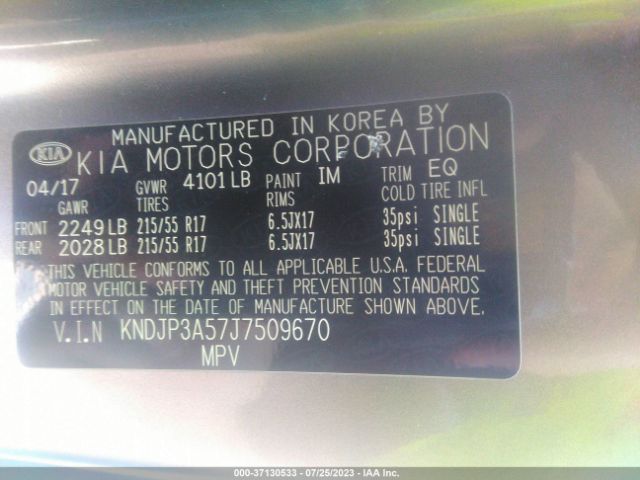 MANUFACTURED IN KOREA BY
KIA KIA MOTORS CORPORATION
04/17 GVWR 4101 LB PAINT IM TRIM EQ
GAWR TIRES RIMS COLD TIRE INFL
FRONT 2249 LB 215/55 R17 6.5JX17 35psi SINGLE
REAR 2028 LB 215/55 R17 6.5JX17 35psi SINGLE
THIS VEHICLE CONFORMS TO ALL APPLICABLE U.S.A. FEDERAL
MOTOR VEHICLE SAFETY AND THEFT PREVENTION STANDARDS
IN EFFECT ON THE DATE OF MANUFACTURE SHOWN ABOVE.
V.I.N KNDJP3A57J7509670
MPV
000-37130533 - 07/25/2023 - IAA Inc.